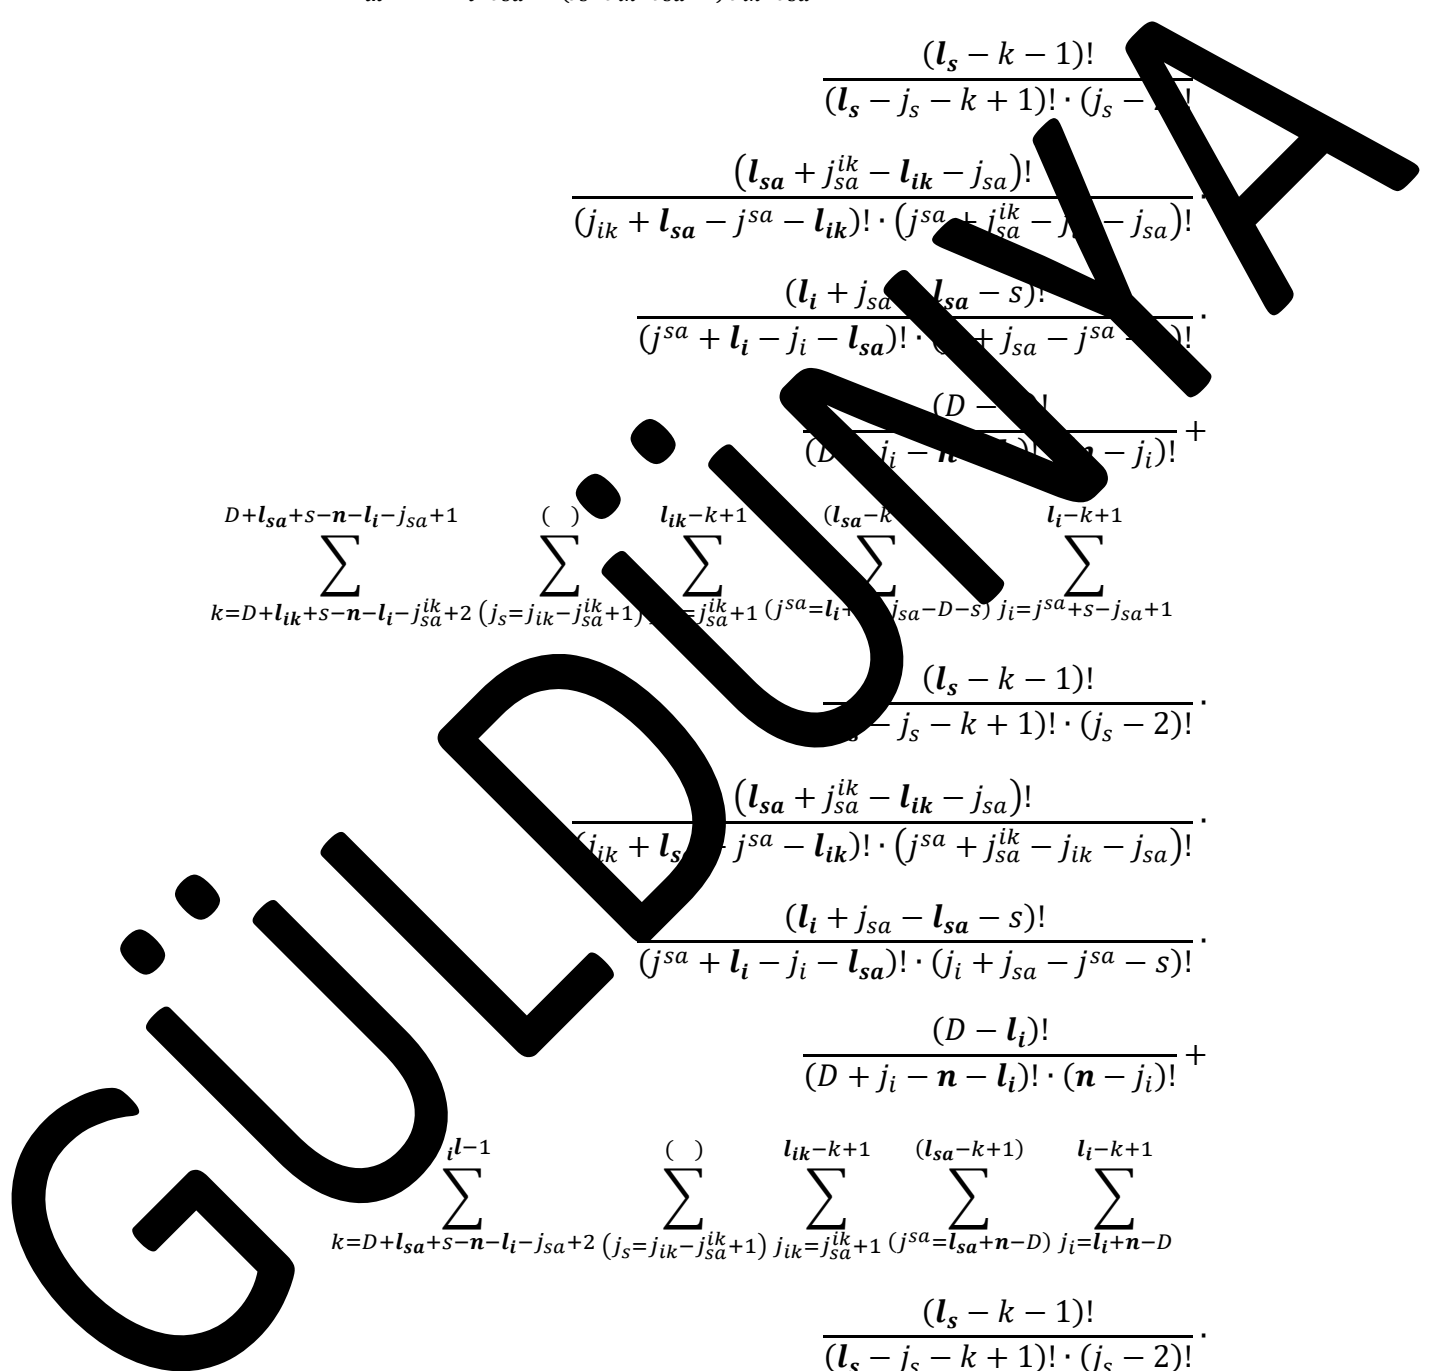 (l_s − k − 1)!
(l_s − j_s − k + 1)! · (j_s − !
(l_sa + j_sa^ik − l_ik − j_sa)!
(j_ik + l_sa − j^sa − l_ik)! · (j^sa + j_sa^ik − j − j_sa)! ·
(l_i + j_sa l_sa − s)!
(j^sa + l_i − j_i − l_sa)! · ( + j_sa − j^sa )! ·
(D − )!
(D j_i − n )! n − j_i)! +
D+l_sa+s−n−l_i−j_sa+1 ( ) l_ik−k+1 (l_sa−k l_i−k+1
∑ ∑ ∑ ∑ ∑
k=D+l_ik+s−n−l_i−j_sa^ik+2 (j_s=j_ik−j_sa^ik+1) =j_sa^ik+1 (j^sa=l_i+ j_sa−D−s) j_i=j^sa+s−j_sa+1
(l_s − k − 1)!
− j_s − k + 1)! · (j_s − 2)! ·
(l_sa + j_sa^ik − l_ik − j_sa)!
(j_ik + l_s j^sa − l_ik)! · (j^sa + j_sa^ik − j_ik − j_sa)! ·
(l_i + j_sa − l_sa − s)!
(j^sa + l_i − j_i − l_sa)! · (j_i + j_sa − j^sa − s)! ·
(D − l_i)!
(D + j_i − n − l_i)! · (n − j_i)! +
_il−1 ( ) l_ik−k+1 (l_sa−k+1) l_i−k+1
∑ ∑ ∑ ∑ ∑
k=D+l_sa+s−n−l_i−j_sa+2 (j_s=j_ik−j_sa^ik+1) j_ik=j_sa^ik+1 (j^sa=l_sa+n−D) j_i=l_i+n−D
(l_s − k − 1)!
(l_s − j_s − k + 1)! · (j_s − 2)! ·
GÜLDÜNYA